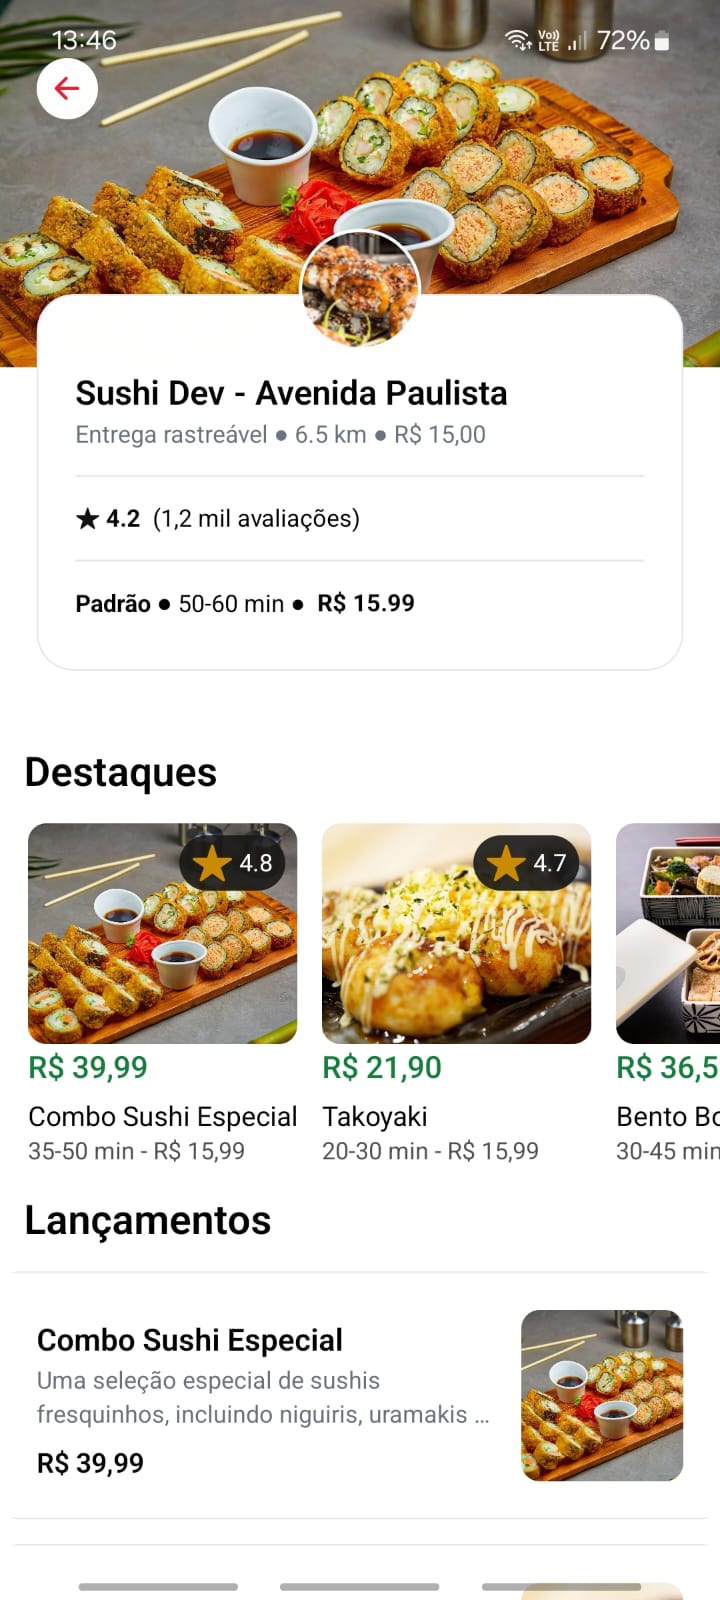 13:46
Vo)) LTE 72%
Sushi Dev - Avenida Paulista
Entrega rastreável ● 6.5 km ● R$ 15,00
★ 4.2 (1,2 mil avaliações)
Padrão ● 50-60 min ● R$ 15.99
Destaques
4.8
4.7
R$ 39,99
R$ 21,90
R$ 36,5
Combo Sushi Especial
Takoyaki
Bento Bo
35-50 min - R$ 15,99
20-30 min - R$ 15,99
30-45 min
Lançamentos
Combo Sushi Especial
Uma seleção especial de sushis
fresquinhos, incluindo niguiris, uramakis ...
R$ 39,99